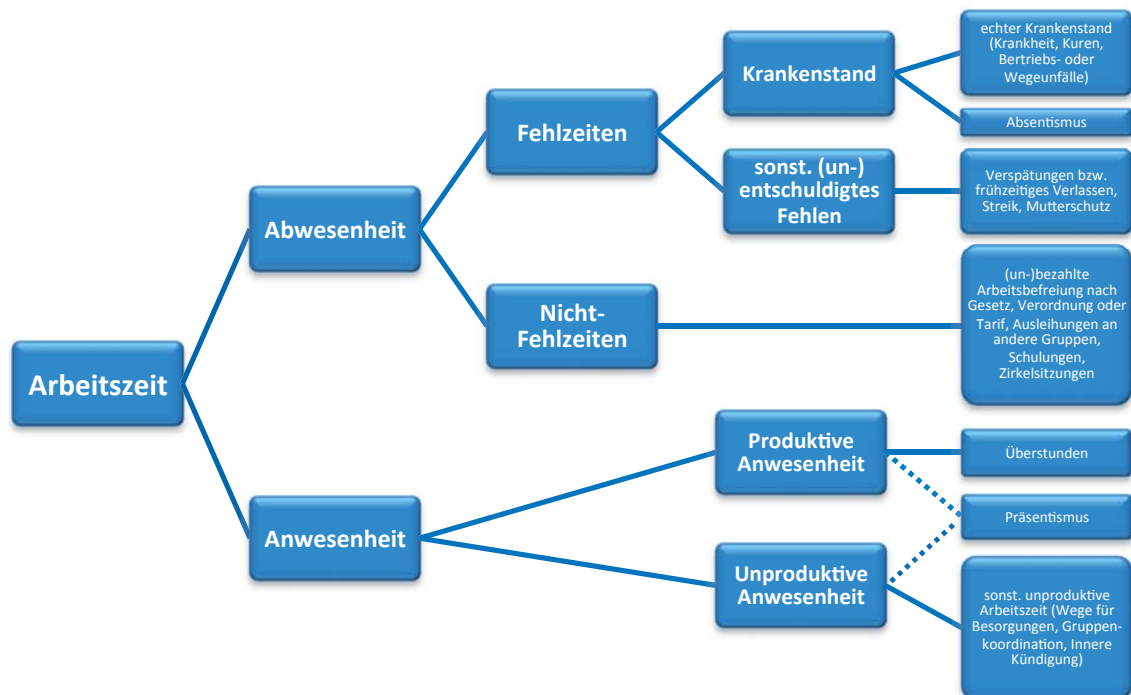 Arbeitszeit
Abwesenheit
Anwesenheit
Fehlzeiten
Nicht-
Fehlzeiten
Krankenstand
sonst. (un-)
entschuldigtes
Fehlen
Produktive
Anwesenheit
Unproduktive
Anwesenheit
echter Krankenstand
(Krankheit, Kuren,
Bertriebs- oder
Wegeunfälle)
Absentismus
Verspätungen bzw.
frühzeitiges Verlassen,
Streik, Mutterschutz
(un-)bezahlte
Arbeitsbefreiung nach
Gesetz, Verordnung oder
Tarif, Ausleihungen an
andere Gruppen,
Schulungen,
Zirkelsitzungen
Überstunden
Präsentismus
sonst. unproduktive
Arbeitszeit (Wege für
Besorgungen, Gruppen-
koordination, Innere
Kündigung)